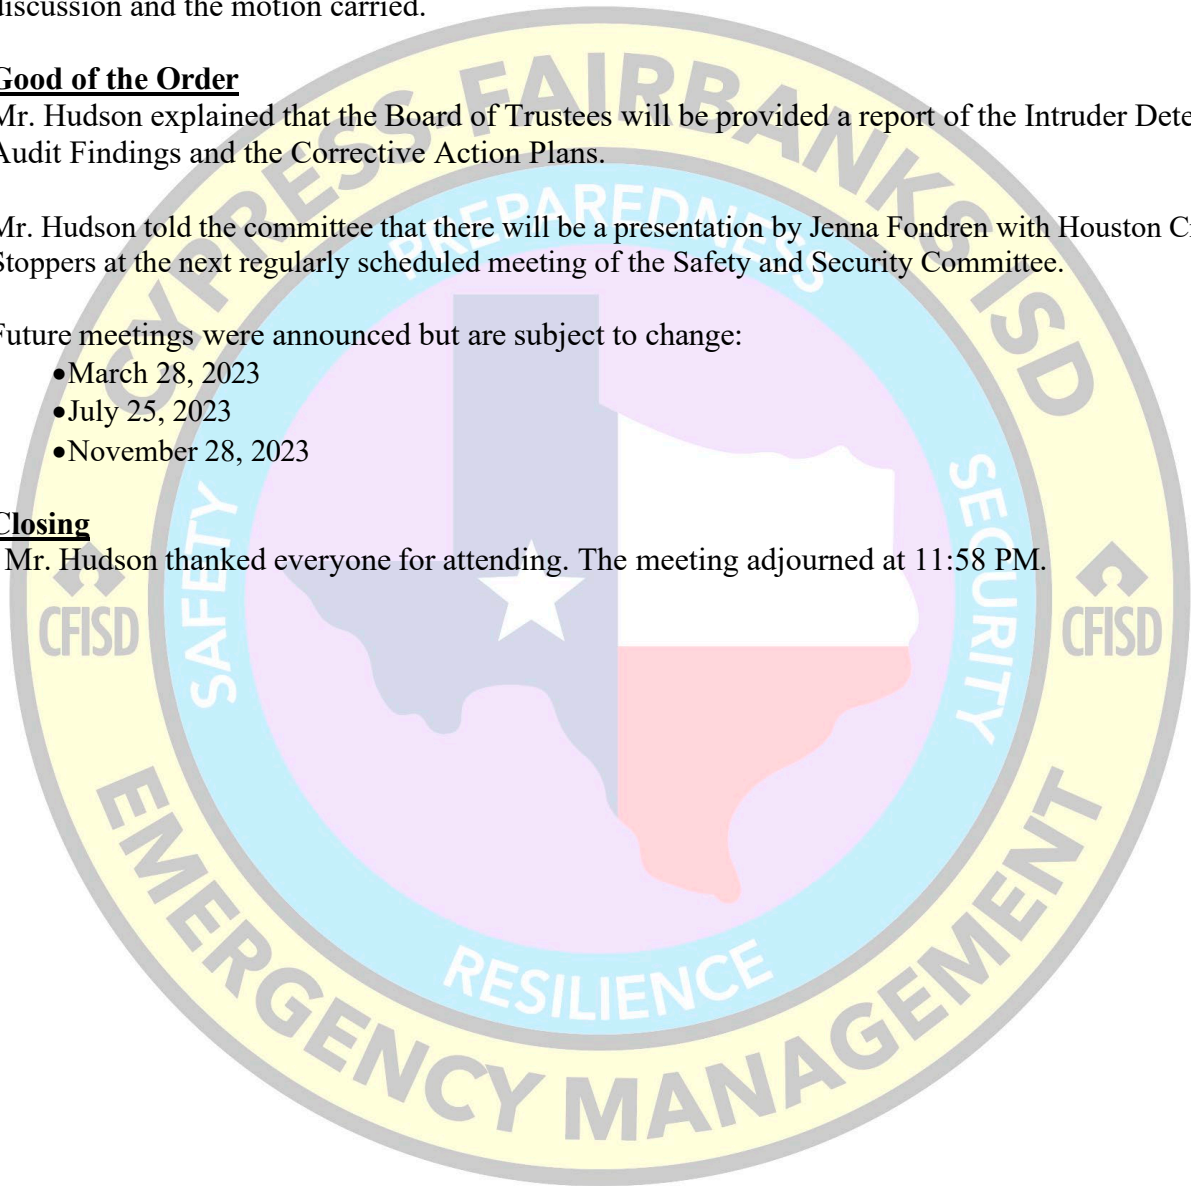 discussion and the motion carried.
Good of the Order
Mr. Hudson explained that the Board of Trustees will be provided a report of the Intruder Dete
Audit Findings and the Corrective Action Plans.
Mr. Hudson told the committee that there will be a presentation by Jenna Fondren with Houston Cr
Stoppers at the next regularly scheduled meeting of the Safety and Security Committee.
Future meetings were announced but are subject to change:
•March 28, 2023
•July 25, 2023
•November 28, 2023
Closing
Mr. Hudson thanked everyone for attending. The meeting adjourned at 11:58 PM.
CYPRESS-FAIRBANKS ISD
PREPAREDNESS
SAFETY
SECURITY
CFISD
CFISD
RESILIENCE
EMERGENCY MANAGEMENT